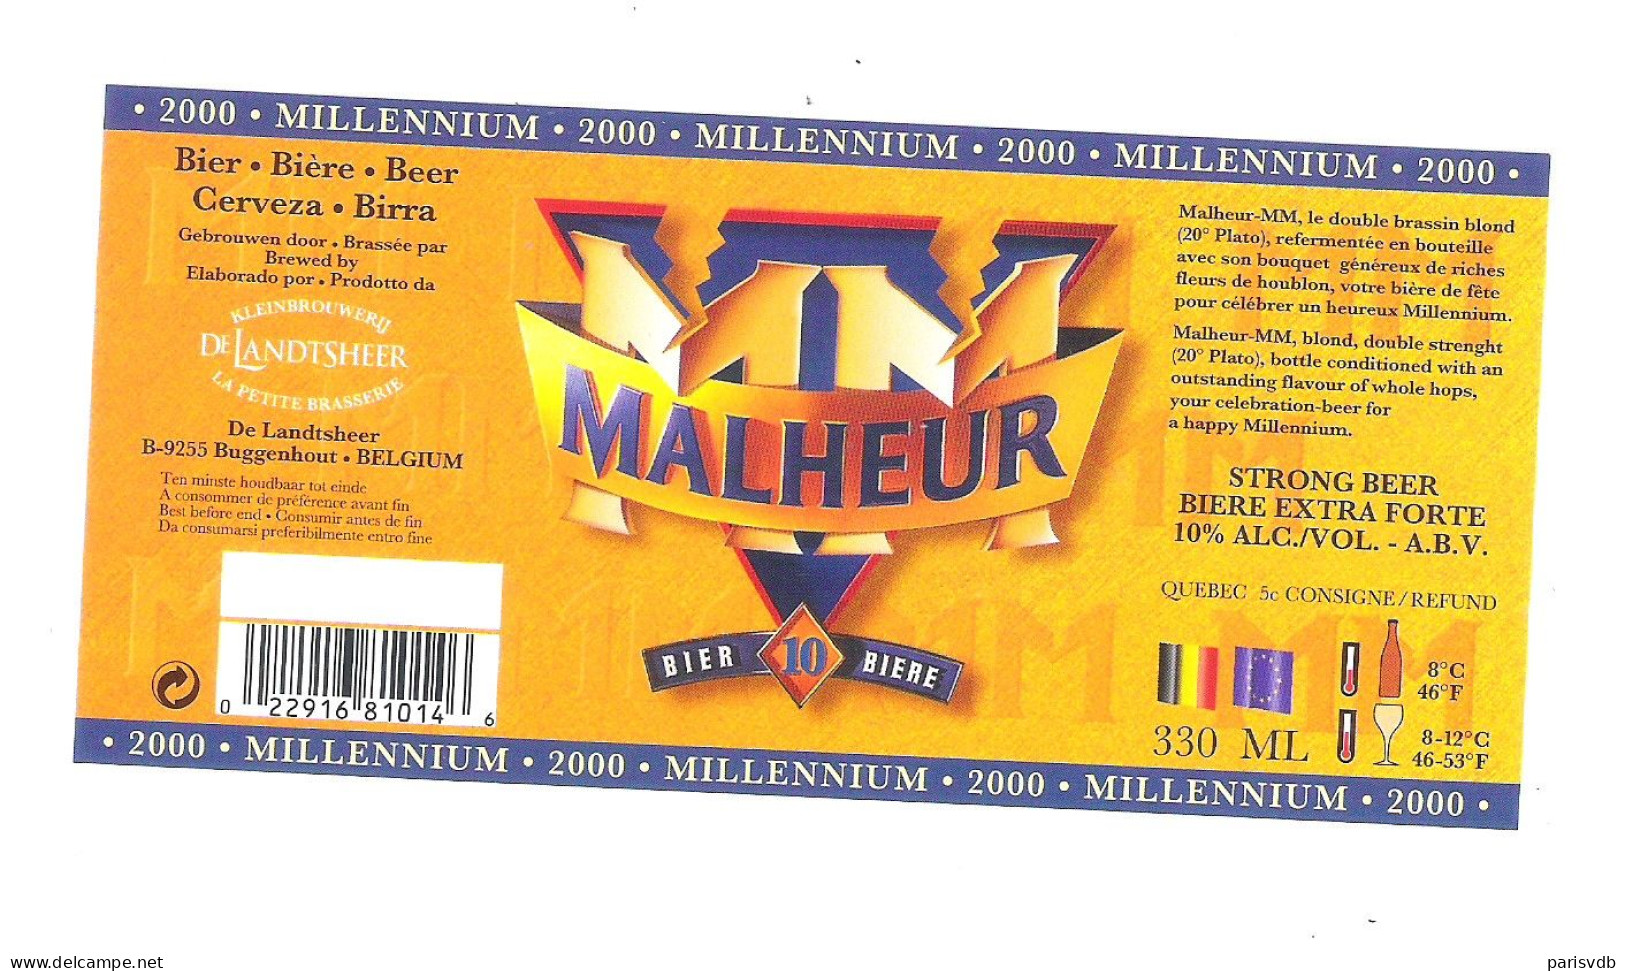 • 2000 • MILLENNIUM • 2000 • MILLENNIUM • 2000 • MILLENNIUM • 2000 •
Bier • Bière • Beer
Cerveza • Birra
Gebrouwen door • Brassée par
Brewed by
Elaborado por • Prodotto da
KLEINBROUWERIJ
DE LANDTSHEER
LA PETITE BRASSERIE
De Landtsheer
B-9255 Buggenhout • BELGIUM
Ten minste houdbaar tot einde
A consommer de préférence avant fin
Best before end • Consumir antes de fin
Da consumarsi preferibilmente entro fine
0 22916 81014 6
MM
MALHEUR
BIER 10 BIERE
Malheur-MM, le double brassin blond
(20° Plato), refermentée en bouteille
avec son bouquet généreux de riches
fleurs de houblon, votre bière de fête
pour célébrer un heureux Millennium.
Malheur-MM, blond, double strenght
(20° Plato), bottle conditioned with an
outstanding flavour of whole hops,
your celebration-beer for
a happy Millennium.
STRONG BEER
BIERE EXTRA FORTE
10% ALC./VOL. - A.B.V.
QUEBEC 5c CONSIGNE/REFUND
8°C
46°F
330 ML
8-12°C
46-53°F
• 2000 • MILLENNIUM • 2000 • MILLENNIUM • 2000 • MILLENNIUM • 2000 •
www.delcampe.net
parisvdb